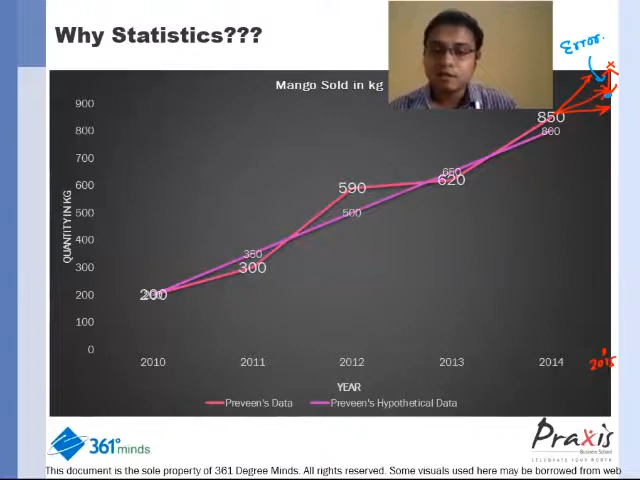 Why Statistics???
Error.
Mango Sold in kg
900
800
700
600
500
400
300
200
100
0
QUANTITY IN KG
200
300
350
590
500
620
650
850
800
2010
2011
2012
2013
2014
2015
YEAR
Preveen's Data
Preveen's Hypothetical Data
361°minds
Praxis
Business School
CELEBRATE YOUR WORTH
This document is the sole property of 361 Degree Minds. All rights reserved. Some visuals used here may be borrowed from web